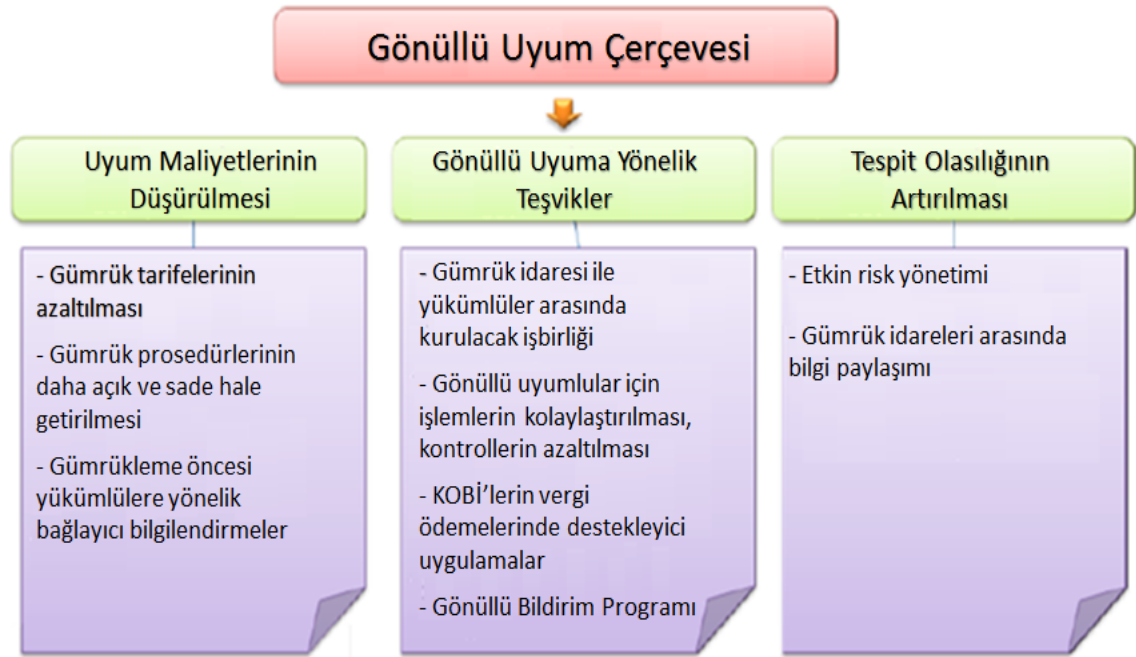 Gönüllü Uyum Çerçevesi
Uyum Maliyetlerinin
Düşürülmesi
- Gümrük tarifelerinin
azaltılması
- Gümrük prosedürlerinin
daha açık ve sade hale
getirilmesi
- Gümrükleme öncesi
yükümlülere yönelik
bağlayıcı bilgilendirmeler
Gönüllü Uyuma Yönelik
Teşvikler
- Gümrük idaresi ile
yükümlüler arasında
kurulacak işbirliği
- Gönüllü uyumlular için
işlemlerin kolaylaştırılması,
kontrollerin azaltılması
- KOBİ’lerin vergi
ödemelerinde destekleyici
uygulamalar
- Gönüllü Bildirim Programı
Tespit Olasılığının
Artırılması
- Etkin risk yönetimi
- Gümrük idareleri arasında
bilgi paylaşımı